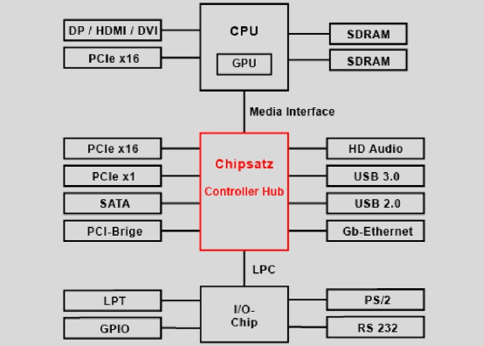 DP / HDMI / DVI
PCIe x16
CPU
GPU
SDRAM
SDRAM
Media Interface
PCIe x16
PCIe x1
SATA
PCI-Brige
Chipsatz
Controller Hub
HD Audio
USB 3.0
USB 2.0
Gb-Ethernet
LPC
LPT
GPIO
I/O-
Chip
PS/2
RS 232